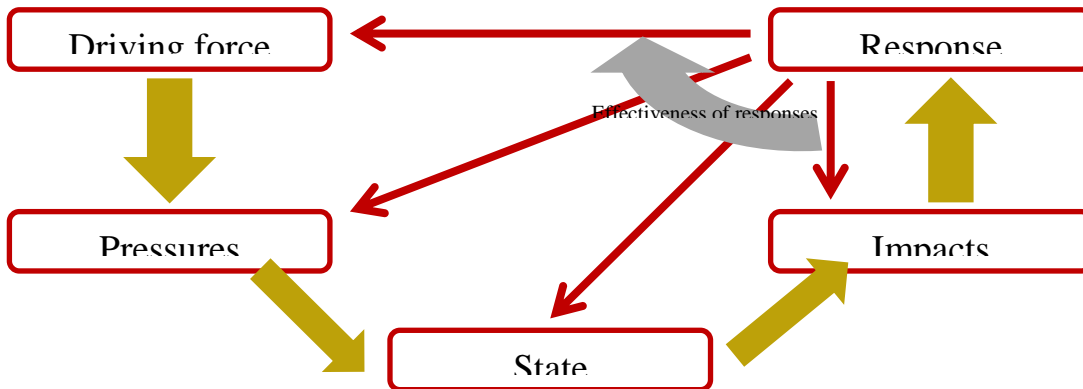 Driving force
Response
Effectiveness of responses
Pressures
Impacts
State